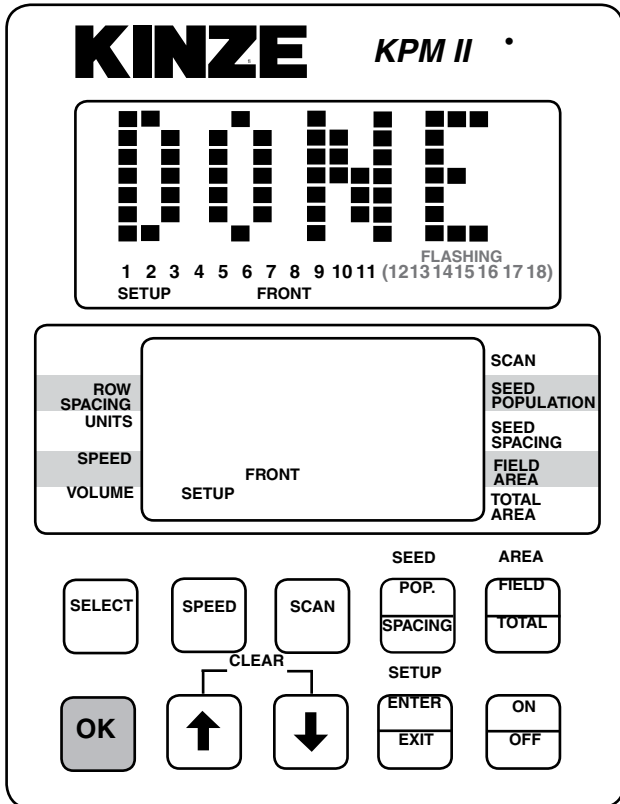 KINZE KPM II
DONE
FLASHING
1 2 3 4 5 6 7 8 9 10 11 (12 13 14 15 16 17 18)
SETUP FRONT
ROW
SPACING
UNITS
SPEED
VOLUME
FRONT
SETUP
SCAN
SEED
POPULATION
SEED
SPACING
FIELD
AREA
TOTAL
AREA
SELECT
SPEED
SCAN
SEED
POP.
SPACING
AREA
FIELD
TOTAL
CLEAR
OK
SETUP
ENTER
EXIT
ON
OFF